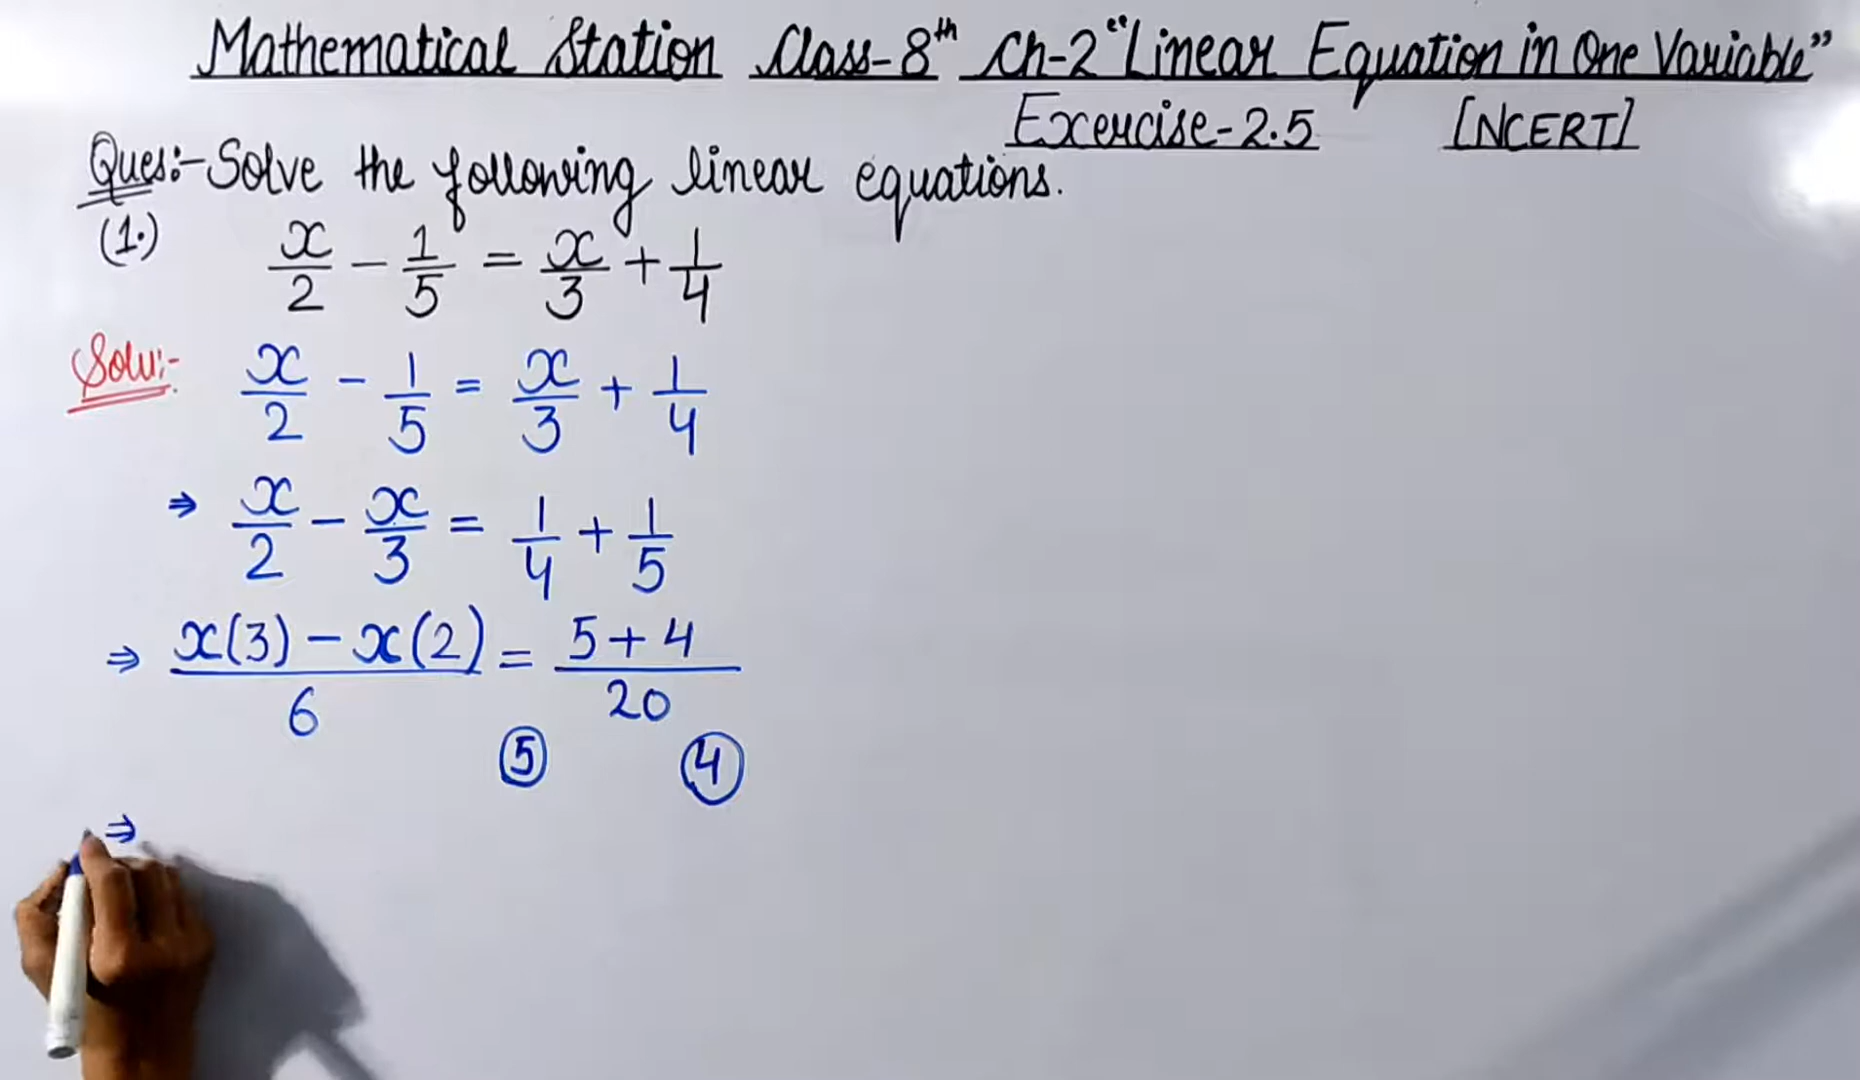 Mathematical Station Class-8th Ch-2 "Linear Equation in One Variable"
Exercise-2.5 [NCERT]
Ques:- Solve the following linear equations.
(1.) x/2 - 1/5 = x/3 + 1/4
Solu:- x/2 - 1/5 = x/3 + 1/4
⇒ x/2 - x/3 = 1/4 + 1/5
⇒ x(3) - x(2)/6 = 5+4/20
5 4
⇒